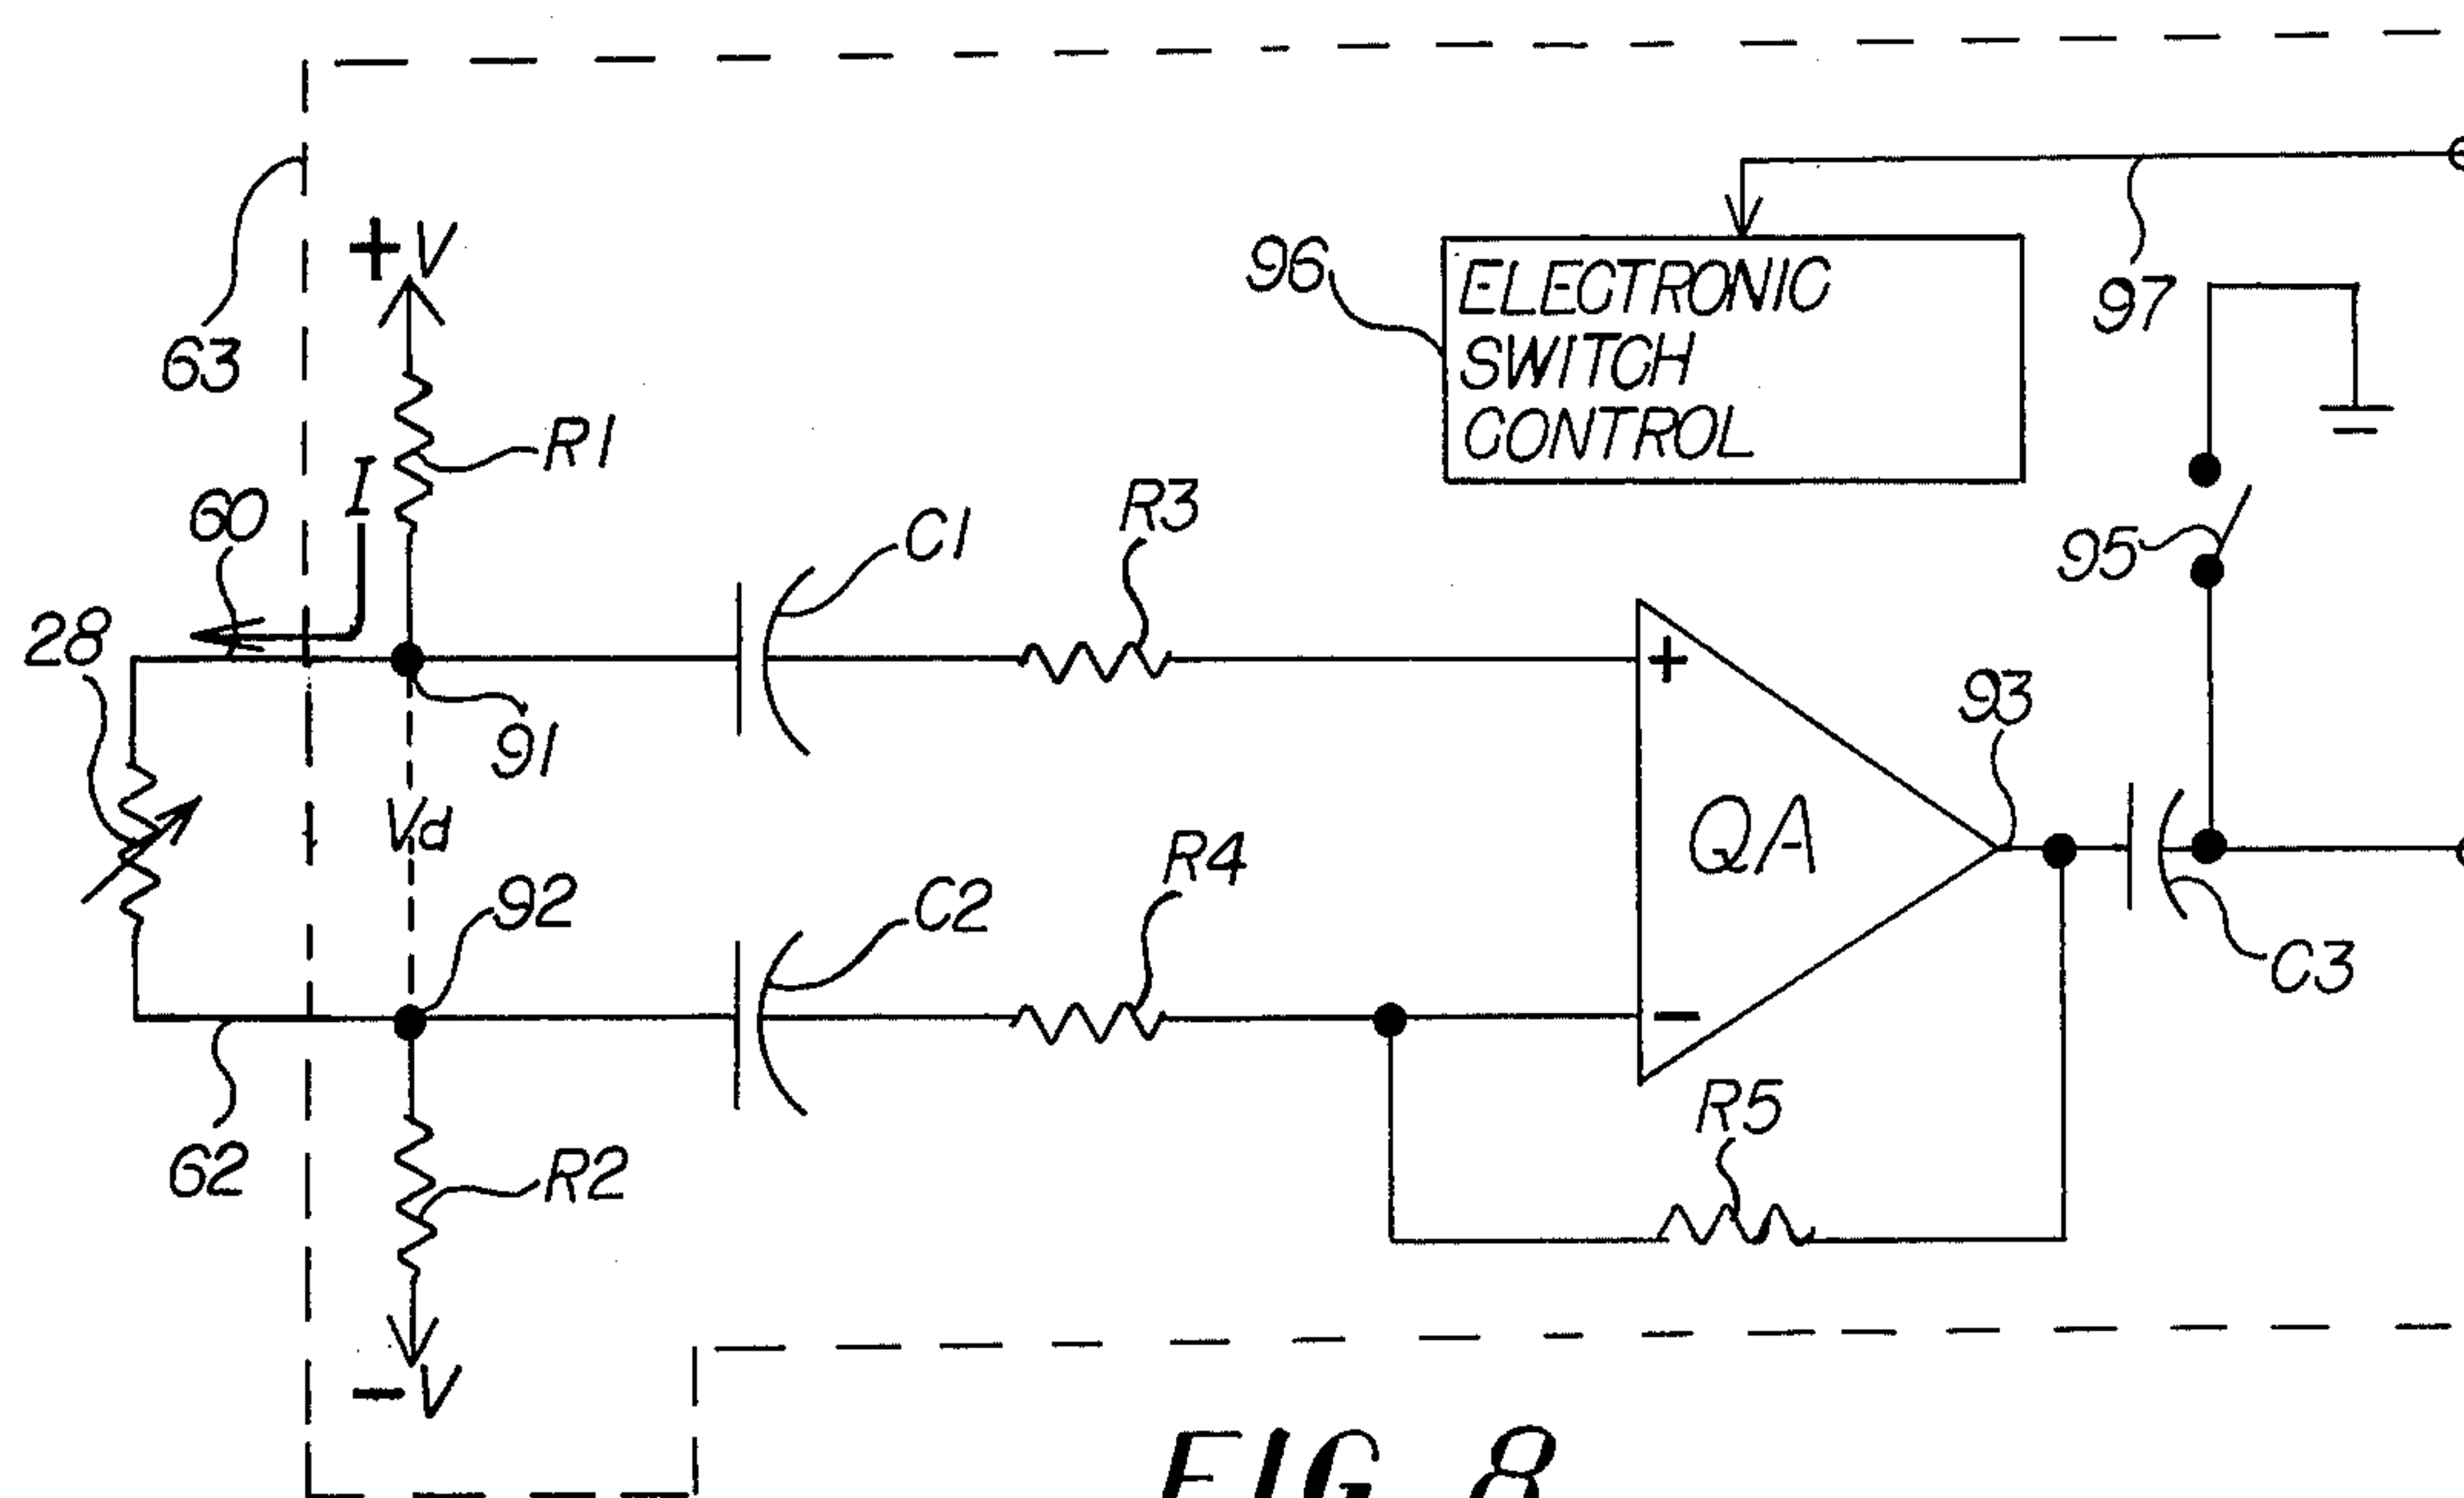 +V
63
I
R1
60
28
91
Vd
92
62
R2
-V
C1
R3
C2
R4
96
ELECTRONIC
SWITCH
CONTROL
97
95
+
QA
-
93
C3
R5
FIG 8